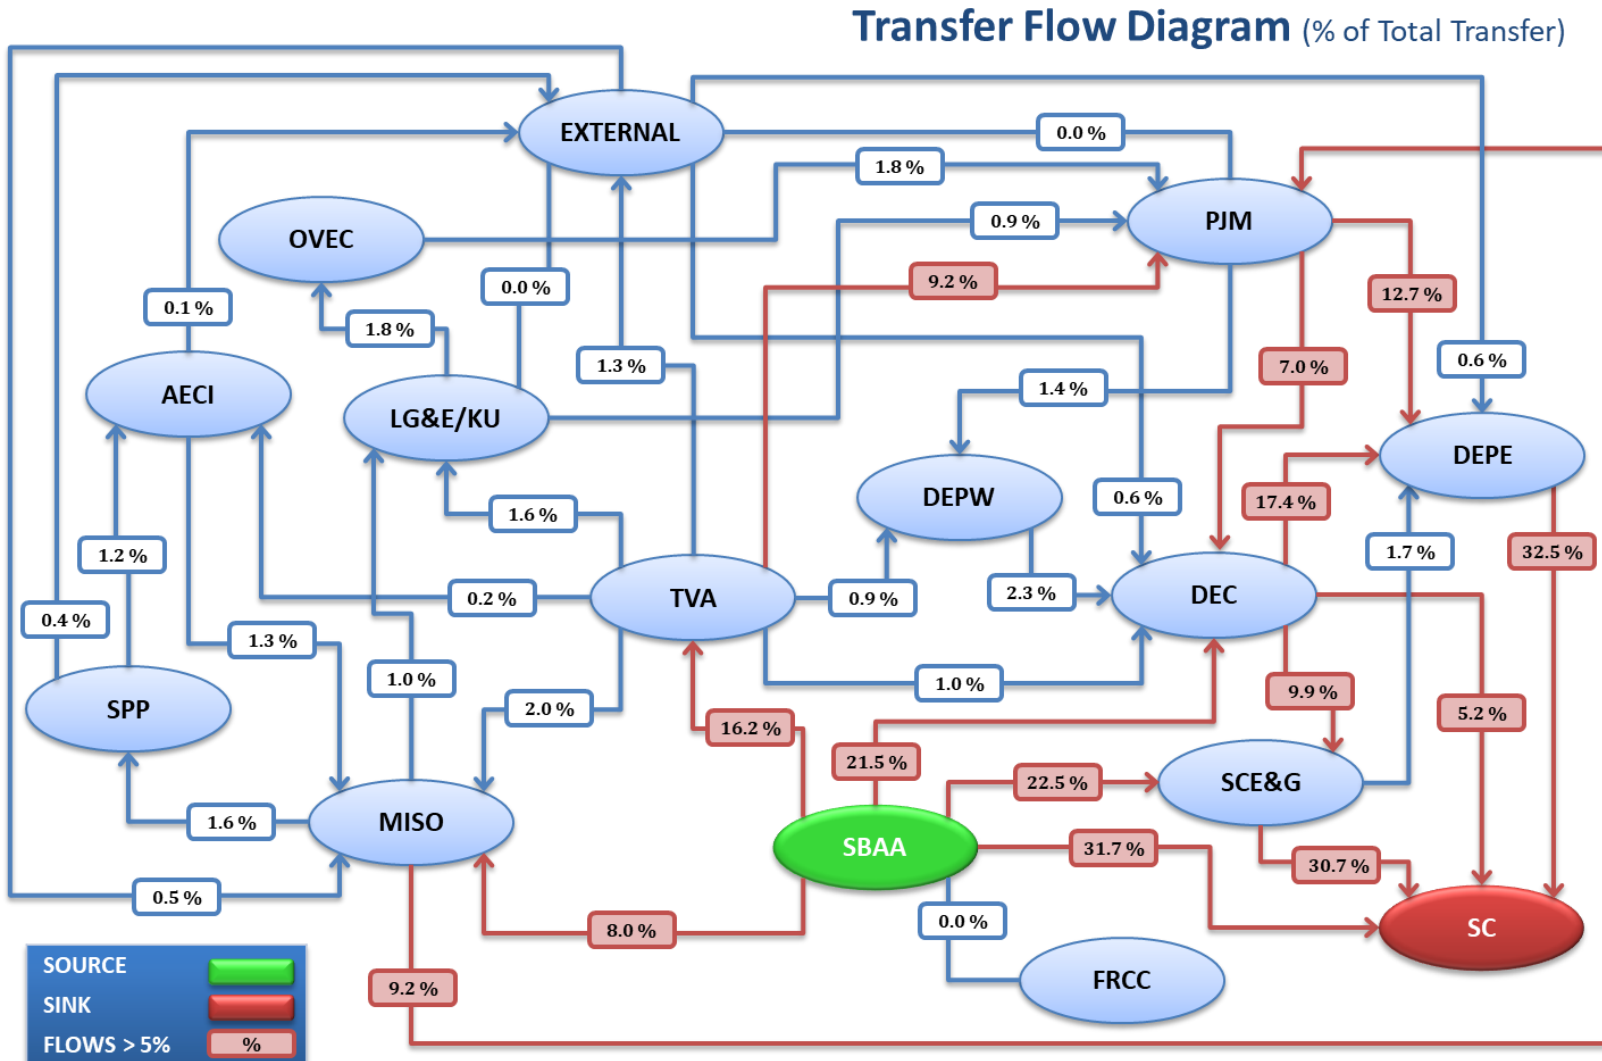 Transfer Flow Diagram (% of Total Transfer)
EXTERNAL
0.0 %
1.8 %
OVEC
0.9 %
PJM
0.1 %
0.0 %
9.2 %
12.7 %
1.8 %
1.3 %
7.0 %
0.6 %
AECI
LG&E/KU
1.4 %
DEPE
DEPW
0.6 %
17.4 %
1.2 %
1.6 %
1.7 %
32.5 %
0.4 %
0.2 %
TVA
0.9 %
2.3 %
DEC
1.3 %
1.0 %
1.0 %
9.9 %
SPP
2.0 %
16.2 %
5.2 %
21.5 %
22.5 %
SCE&G
1.6 %
MISO
SBAA
31.7 %
30.7 %
0.5 %
8.0 %
0.0 %
SC
SOURCE
9.2 %
FRCC
SINK
FLOWS > 5%
%